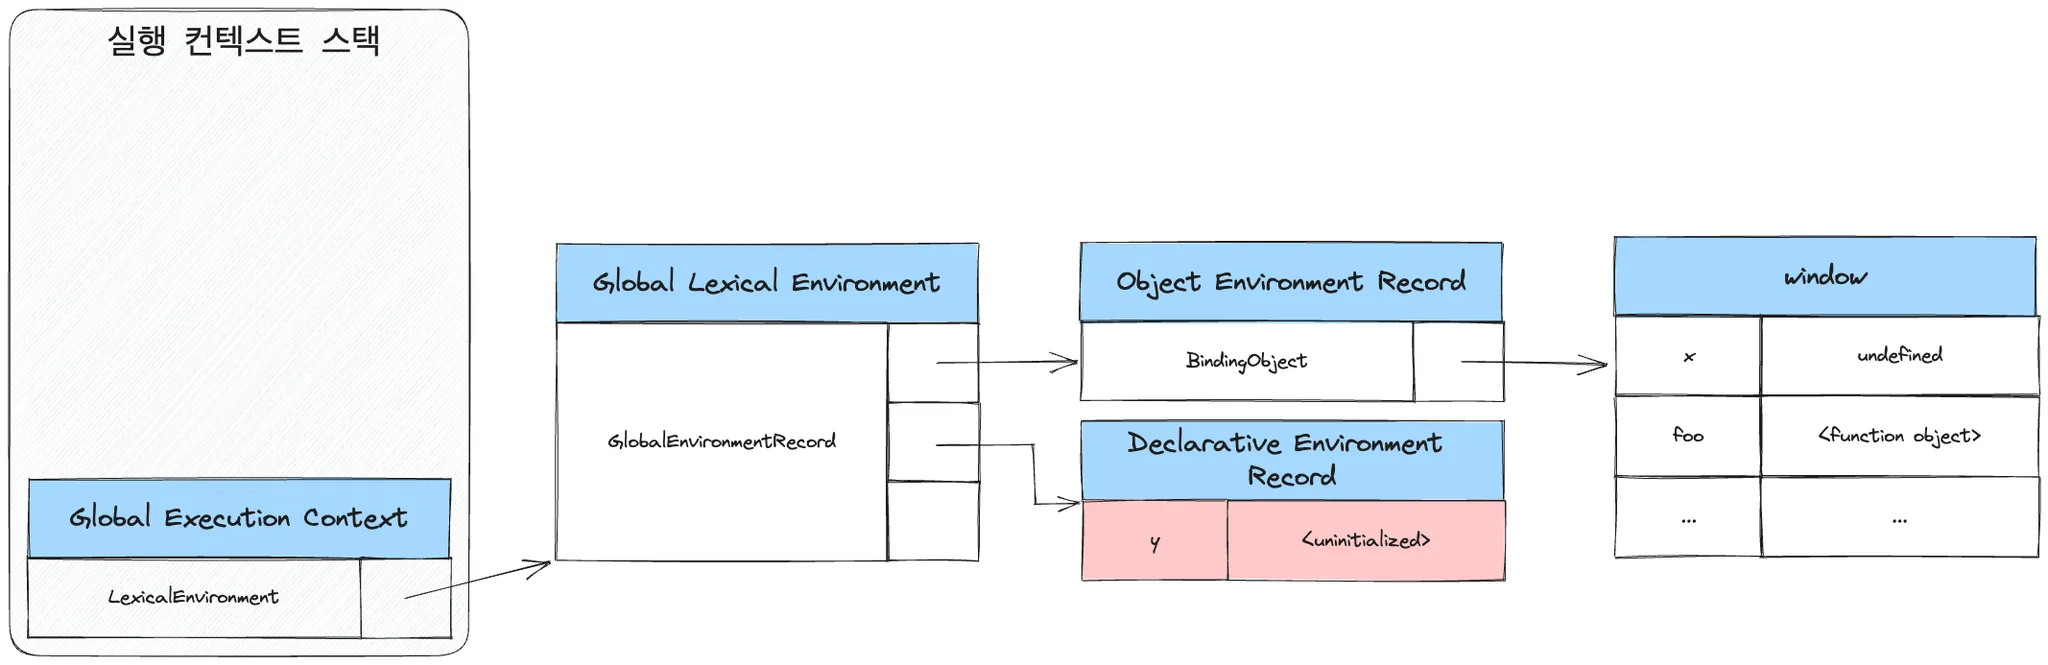 실행 컨텍스트 스택
Global Execution Context
LexicalEnvironment
Global Lexical Environment
GlobalEnvironmentRecord
Object Environment Record
BindingObject
Declarative Environment
Record
y
<uninitialized>
window
x
undefined
foo
<function object>
...
...